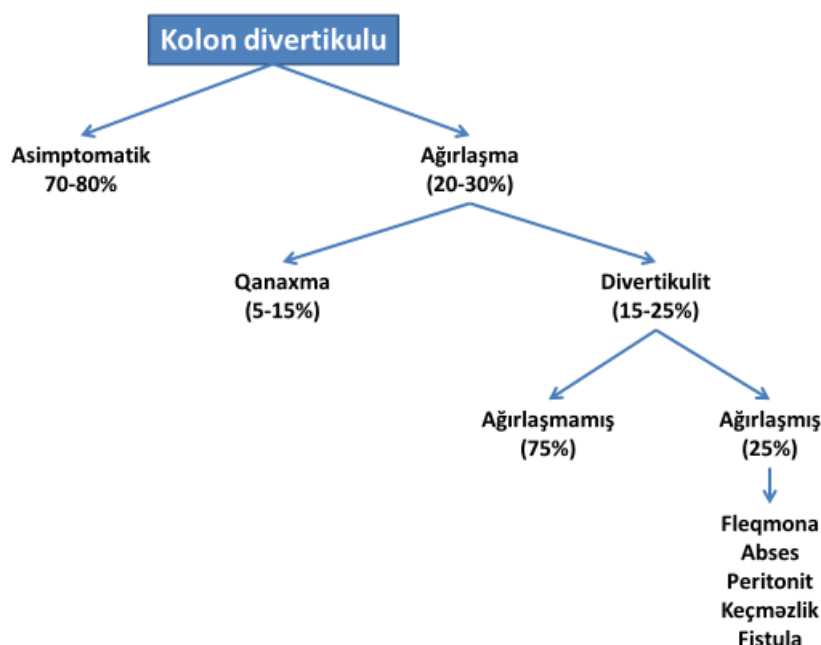 Kolon divertikulu
Asimptomatik
70-80%
Ağırlaşma
(20-30%)
Qanaxma
(5-15%)
Divertikulit
(15-25%)
Ağırlaşmamış
(75%)
Ağırlaşmış
(25%)
Fleqmona
Abses
Peritonit
Keçməzlik
Fistula